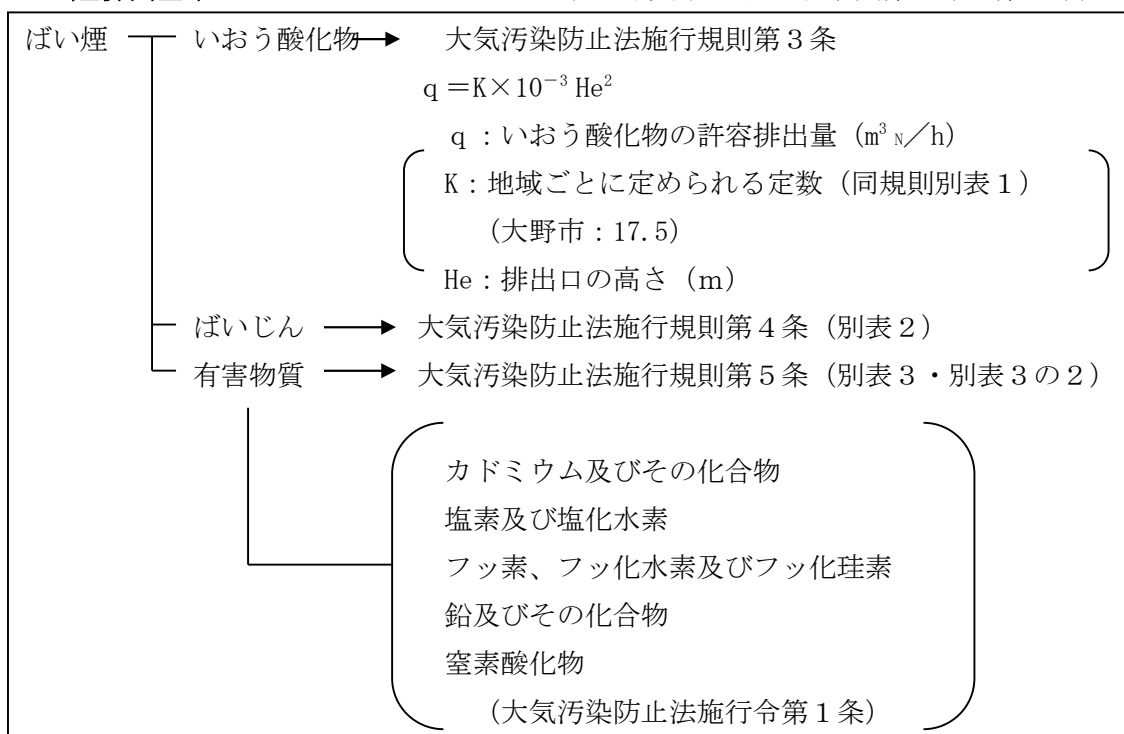 ばい煙 いおう酸化物 大気汚染防止法施行規則第３条
ｑ＝K×10⁻³ He²
ｑ：いおう酸化物の許容排出量（m³ N／h）
K：地域ごとに定められる定数（同規則別表１）
（大野市：17.5）
He：排出口の高さ（ｍ）
ばいじん 大気汚染防止法施行規則第４条（別表２）
有害物質 大気汚染防止法施行規則第５条（別表３・別表３の２）
カドミウム及びその化合物
塩素及び塩化水素
フッ素、フッ化水素及びフッ化珪素
鉛及びその化合物
窒素酸化物
（大気汚染防止法施行令第１条）